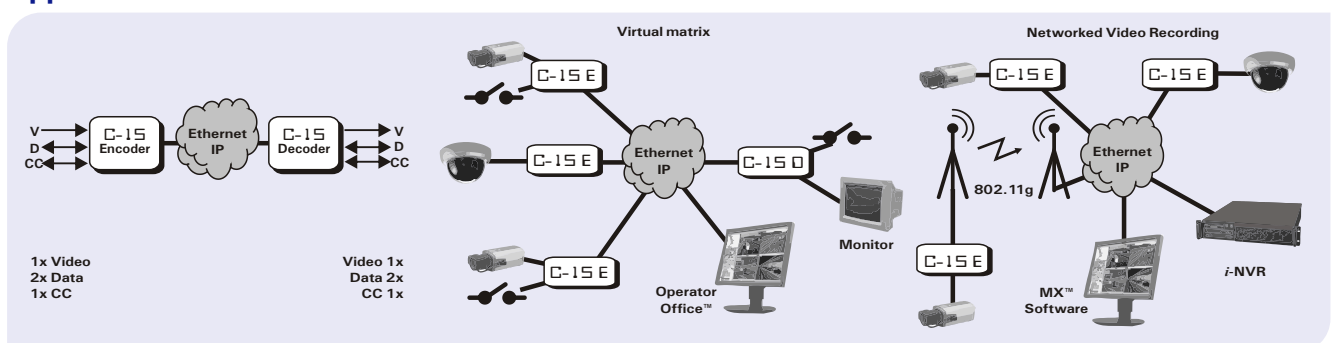 V
D
CC
C-15
Encoder
Ethernet
IP
C-15
Decoder
V
D
CC
1x Video
2x Data
1x CC
Video 1x
Data 2x
CC 1x
Virtual matrix
C-15 E
C-15 E
C-15 E
Ethernet
IP
C-15 D
Monitor
Operator
Office™
Networked Video Recording
C-15 E
C-15 E
802.11g
Ethernet
IP
C-15 E
MX™
Software
i-NVR